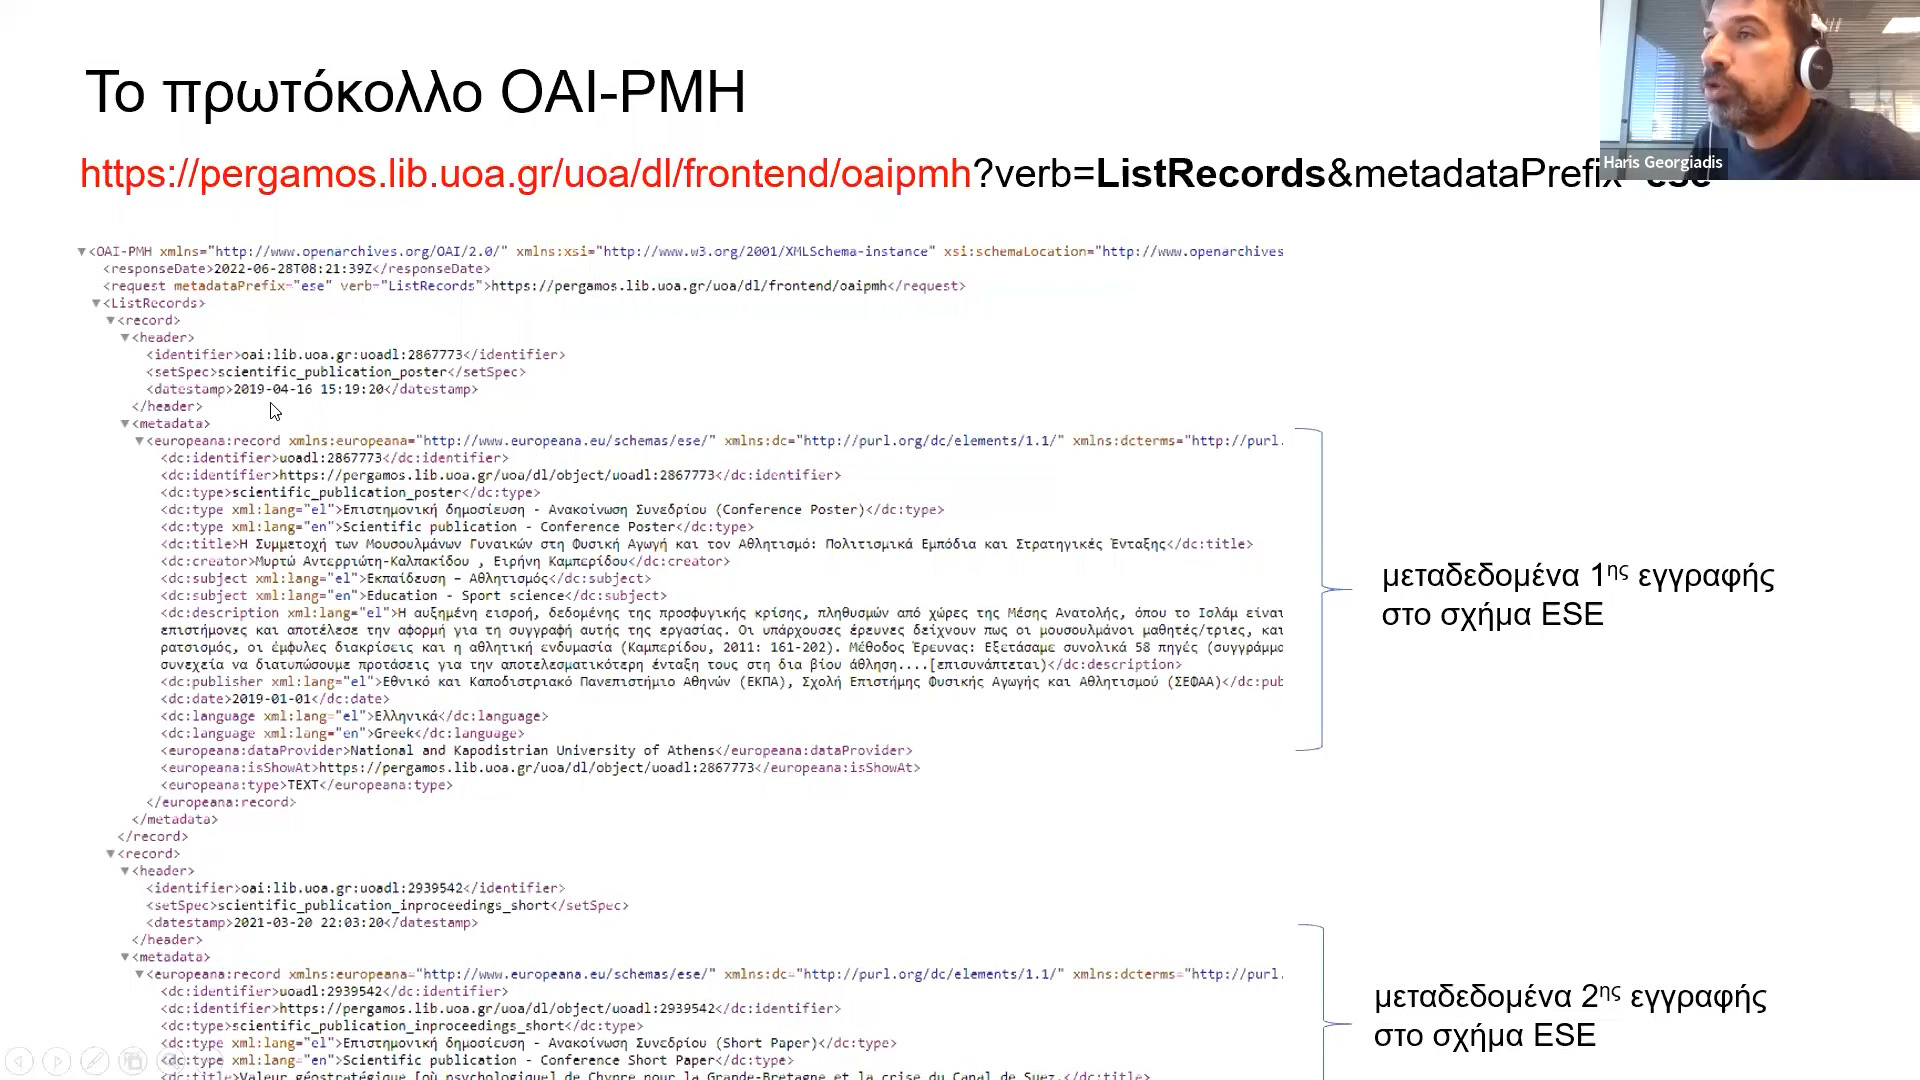 Το πρωτόκολλο OAI-PMH
https://pergamos.lib.uoa.gr/uoa/dl/frontend/oaipmh?verb=ListRecords&metadataPrefix=ese
Haris Georgiadis
<OAI-PMH xmlns="http://www.openarchives.org/OAI/2.0/" xmlns:xsi="http://www.w3.org/2001/XMLSchema-instance" xsi:schemaLocation="http://www.openarchives
<responseDate>2022-06-28T08:21:39Z</responseDate>
<request metadataPrefix="ese" verb="ListRecords">https://pergamos.lib.uoa.gr/uoa/dl/frontend/oaipmh</request>
<ListRecords>
<record>
<header>
<identifier>oai:lib.uoa.gr:uoadl:2867773</identifier>
<setSpec>scientific_publication_poster</setSpec>
<datestamp>2019-04-16 15:19:20</datestamp>
</header>
<metadata>
<europeana:record xmlns:europeana="http://www.europeana.eu/schemas/ese/" xmlns:dc="http://purl.org/dc/elements/1.1/" xmlns:dcterms="http://purl.
<dc:identifier>uoadl:2867773</dc:identifier>
<dc:identifier>https://pergamos.lib.uoa.gr/uoa/dl/object/uoadl:2867773</dc:identifier>
<dc:type>scientific_publication_poster</dc:type>
<dc:type xml:lang="el">Επιστημονική δημοσίευση - Ανακοίνωση Συνεδρίου (Conference Poster)</dc:type>
<dc:type xml:lang="en">Scientific publication - Conference Poster</dc:type>
<dc:title>Η Συμμετοχή των Μουσουλμάνων Γυναικών στη Φυσική Αγωγή και τον Αθλητισμό: Πολιτισμικά Εμπόδια και Στρατηγικές Ένταξης</dc:title>
<dc:creator>Μυρτώ Αντερριώτη-Καλπακίδου , Ειρήνη Καμπερίδου</dc:creator>
<dc:subject xml:lang="el">Εκπαίδευση – Αθλητισμός</dc:subject>
<dc:subject xml:lang="en">Education - Sport science</dc:subject>
<dc:description xml:lang="el">Η αυξημένη εισροή, δεδομένης της προσφυγικής κρίσης, πληθυσμών από χώρες της Μέσης Ανατολής, όπου το Ισλάμ είναι
επιστήμονες και αποτέλεσε την αφορμή για τη συγγραφή αυτής της εργασίας. Οι υπάρχουσες έρευνες δείχνουν πως οι μουσουλμάνοι μαθητές/τριες, και
ρατσισμός, οι έμφυλες διακρίσεις και η αθλητική ενδυμασία (Καμπερίδου, 2011: 161-202). Μέθοδος Έρευνας: Εξετάσαμε συνολικά 58 πηγές (συγγράμμα
συνεχεία να διατυπώσουμε προτάσεις για την αποτελεσματικότερη ένταξη τους στη δια βίου άθληση....[επισυνάπτεται)</dc:description>
<dc:publisher xml:lang="el">Εθνικό και Καποδιστριακό Πανεπιστήμιο Αθηνών (ΕΚΠΑ), Σχολή Επιστήμης Φυσικής Αγωγής και Αθλητισμού (ΣΕΦΑΑ)</dc:pub
<dc:date>2019-01-01</dc:date>
<dc:language xml:lang="el">Ελληνικά</dc:language>
<dc:language xml:lang="en">Greek</dc:language>
<europeana:dataProvider>National and Kapodistrian University of Athens</europeana:dataProvider>
<europeana:isShowAt>https://pergamos.lib.uoa.gr/uoa/dl/object/uoadl:2867773</europeana:isShowAt>
<europeana:type>TEXT</europeana:type>
</europeana:record>
</metadata>
</record>
μεταδεδομένα 1ης εγγραφής
στο σχήμα ESE
<record>
<header>
<identifier>oai:lib.uoa.gr:uoadl:2939542</identifier>
<setSpec>scientific_publication_inproceedings_short</setSpec>
<datestamp>2021-03-20 22:03:20</datestamp>
</header>
<metadata>
<europeana:record xmlns:europeana="http://www.europeana.eu/schemas/ese/" xmlns:dc="http://purl.org/dc/elements/1.1/" xmlns:dcterms="http://purl.
<dc:identifier>uoadl:2939542</dc:identifier>
<dc:identifier>https://pergamos.lib.uoa.gr/uoa/dl/object/uoadl:2939542</dc:identifier>
<dc:type>scientific_publication_inproceedings_short</dc:type>
<dc:type xml:lang="el">Επιστημονική δημοσίευση - Ανακοίνωση Συνεδρίου (Short Paper)</dc:type>
<dc:type xml:lang="en">Scientific publication - Conference Short Paper</dc:type>
<dc:title>Valeur géostratégique [où psychologique] de Chypre pour la Grande-Bretagne et la crise du Canal de Suez.</dc:title>
μεταδεδομένα 2ης εγγραφής
στο σχήμα ESE